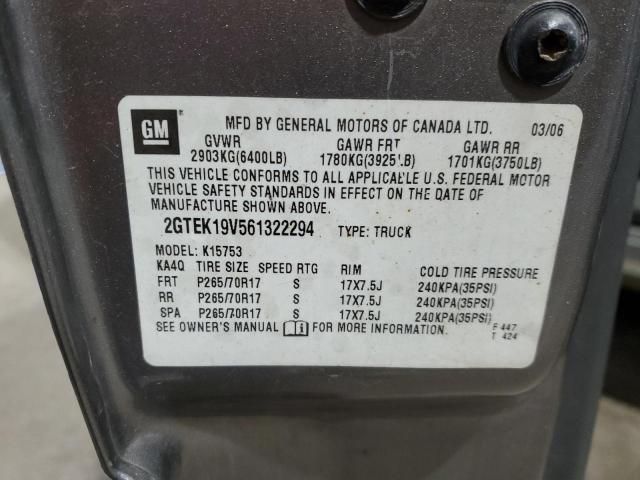 GM
MFD BY GENERAL MOTORS OF CANADA LTD. 03/06
GVWR GAWR FRT GAWR RR
2903KG(6400LB) 1780KG(3925LB) 1701KG(3750LB)
THIS VEHICLE CONFORMS TO ALL APPLICABLE U.S. FEDERAL MOTOR
VEHICLE SAFETY STANDARDS IN EFFECT ON THE DATE OF
MANUFACTURE SHOWN ABOVE.
2GTEK19V561322294 TYPE: TRUCK
MODEL: K15753
KA4Q TIRE SIZE SPEED RTG RIM COLD TIRE PRESSURE
FRT P265/70R17 S 17X7.5J 240KPA(35PSI)
RR P265/70R17 S 17X7.5J 240KPA(35PSI)
SPA P265/70R17 S 17X7.5J 240KPA(35PSI)
SEE OWNER'S MANUAL FOR MORE INFORMATION.
F 447
T 424